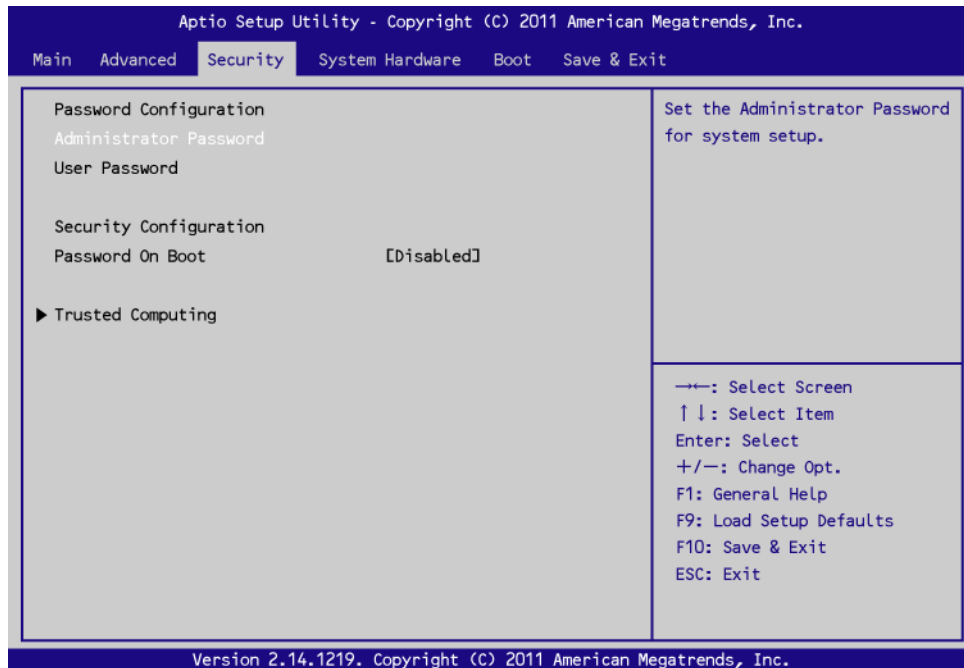 Aptio Setup Utility - Copyright (C) 2011 American Megatrends, Inc.
Main Advanced Security System Hardware Boot Save & Exit
Password Configuration
Administrator Password
User Password
Security Configuration
Password On Boot [Disabled]
▶ Trusted Computing
Set the Administrator Password
for system setup.
→←: Select Screen
↑↓: Select Item
Enter: Select
+/−: Change Opt.
F1: General Help
F9: Load Setup Defaults
F10: Save & Exit
ESC: Exit
Version 2.14.1219. Copyright (C) 2011 American Megatrends, Inc.